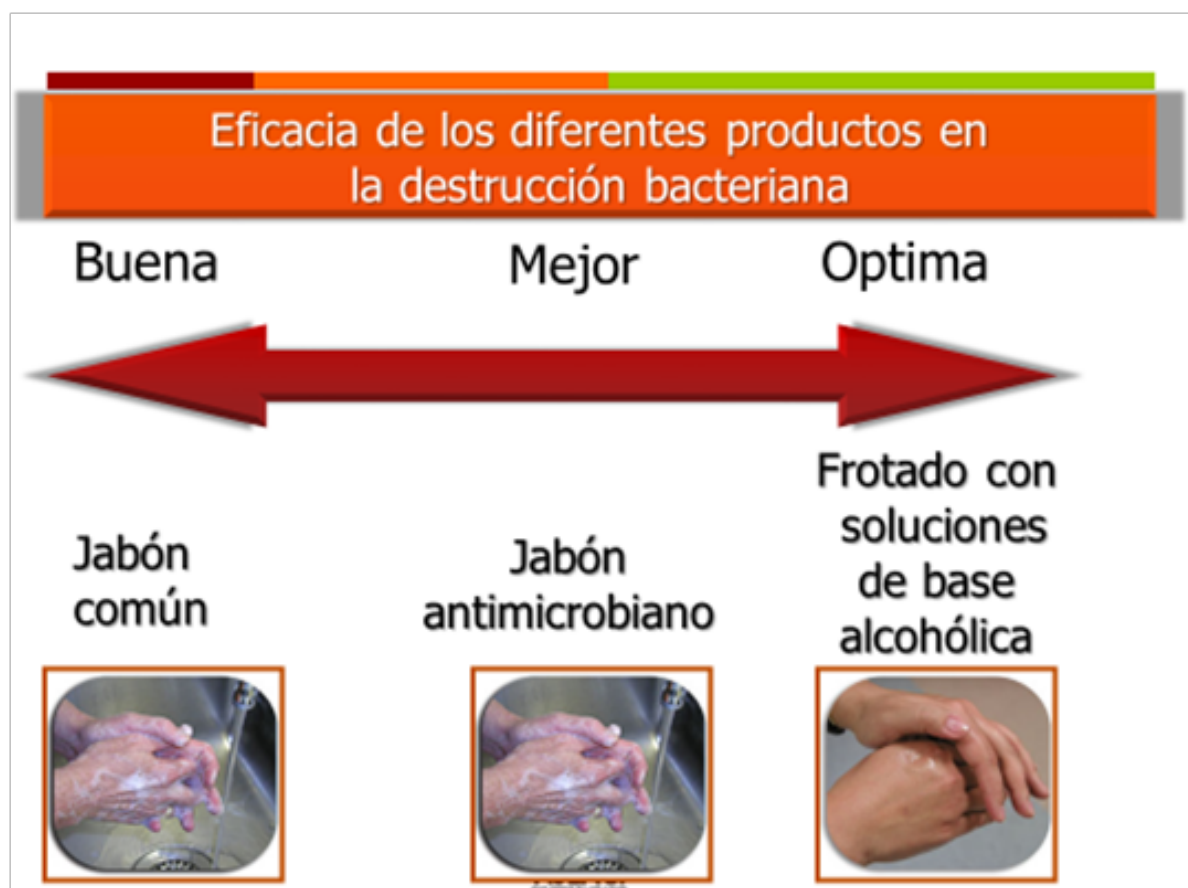 Eficacia de los diferentes productos en
la destrucción bacteriana
Buena
Mejor
Optima
Jabón
común
Jabón
antimicrobiano
Frotado con
soluciones
de base
alcohólica